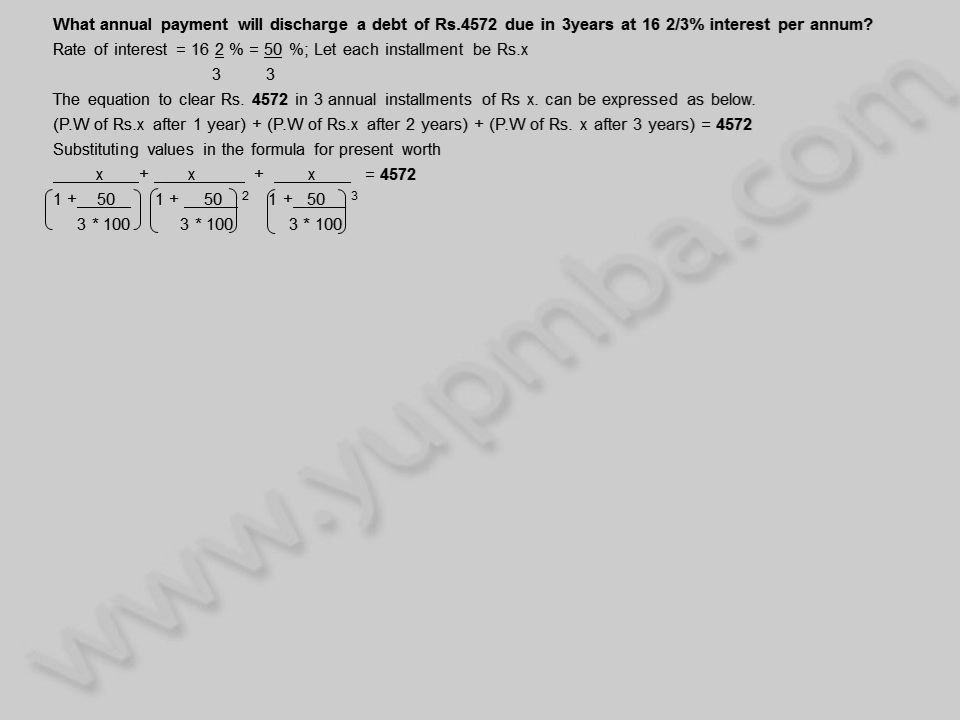 What annual payment will discharge a debt of Rs.4572 due in 3years at 16 2/3% interest per annum?
Rate of interest = 16 2 % = 50 %; Let each installment be Rs.x
3 3
The equation to clear Rs. 4572 in 3 annual installments of Rs x. can be expressed as below.
(P.W of Rs.x after 1 year) + (P.W of Rs.x after 2 years) + (P.W of Rs. x after 3 years) = 4572
Substituting values in the formula for present worth
x + x + x = 4572
1 + 50 1 + 50 2 1 + 50 3
3 * 100 3 * 100 3 * 100
www.yupmba.com